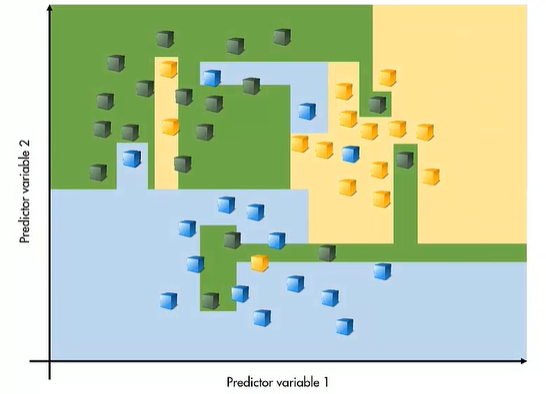 Predictor variable 2
Predictor variable 1